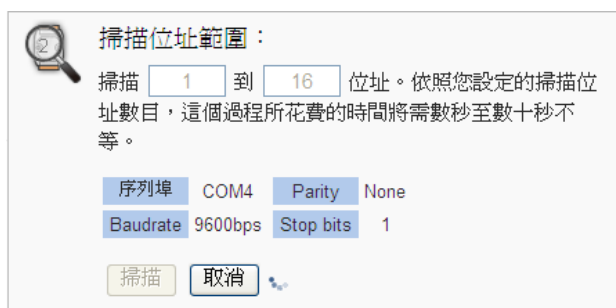 掃描位址範圍：
掃描 1 到 16 位址。依照您設定的掃描位
址數目，這個過程所花費的時間將需數秒至數十秒不
等。
序列埠 COM4 Parity None
Baudrate 9600bps Stop bits 1
掃描 取消